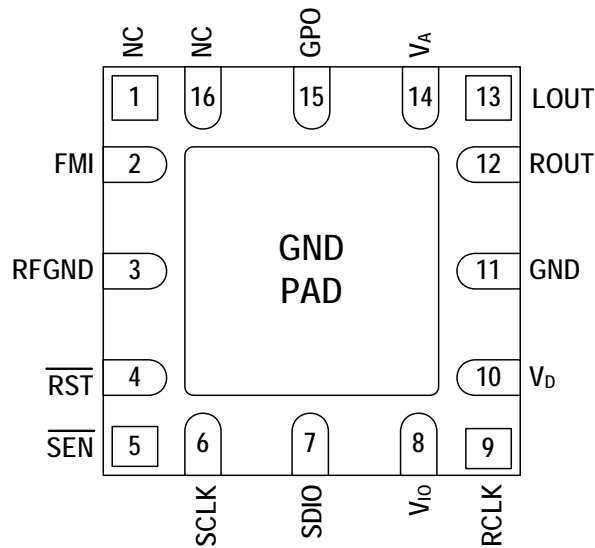 NC
NC
GPO
VA
1
16
15
14
13
LOUT
FMI
2
12
ROUT
RFGND
3
GND
PAD
11
GND
RST
4
10
VD
SEN
5
6
7
8
9
SCLK
SDIO
VIO
RCLK